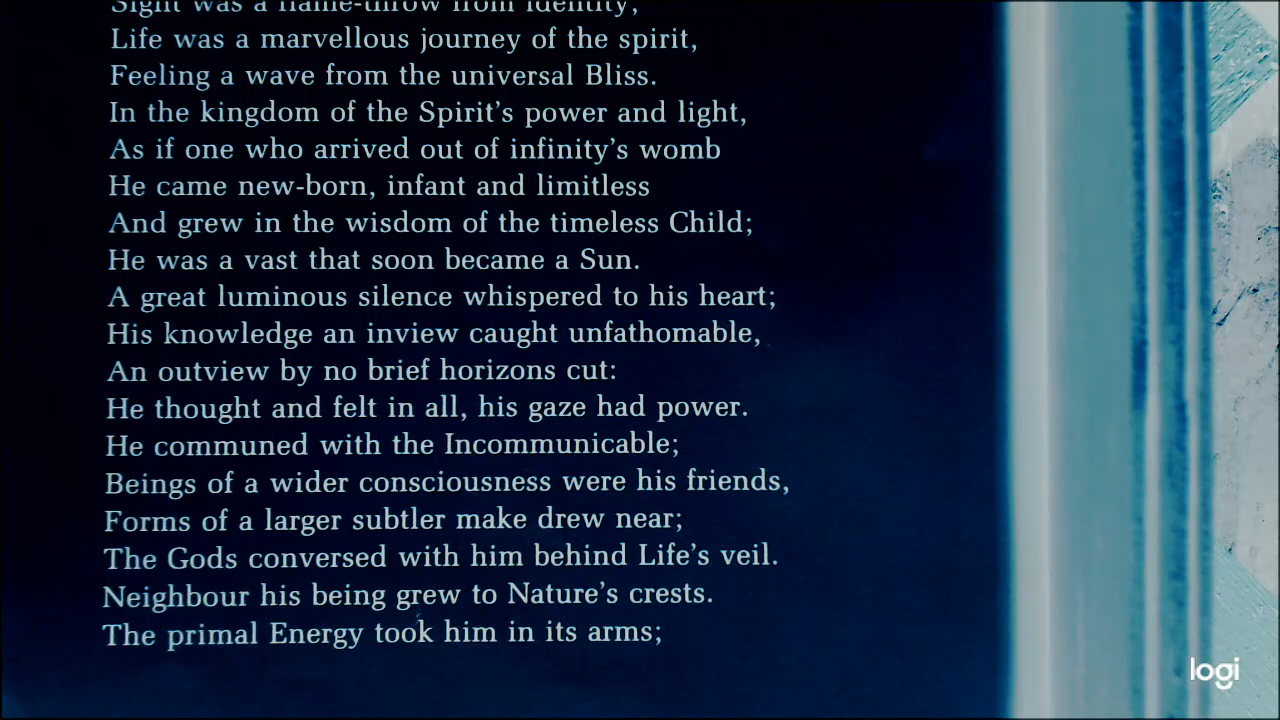 Sight was a flame-throw from identity;
Life was a marvellous journey of the spirit,
Feeling a wave from the universal Bliss.
In the kingdom of the Spirit's power and light,
As if one who arrived out of infinity's womb
He came new-born, infant and limitless
And grew in the wisdom of the timeless Child;
He was a vast that soon became a Sun.
A great luminous silence whispered to his heart;
His knowledge an inview caught unfathomable,
An outview by no brief horizons cut:
He thought and felt in all, his gaze had power.
He communed with the Incommunicable;
Beings of a wider consciousness were his friends,
Forms of a larger subtler make drew near;
The Gods conversed with him behind Life's veil.
Neighbour his being grew to Nature's crests.
The primal Energy took him in its arms;
logi